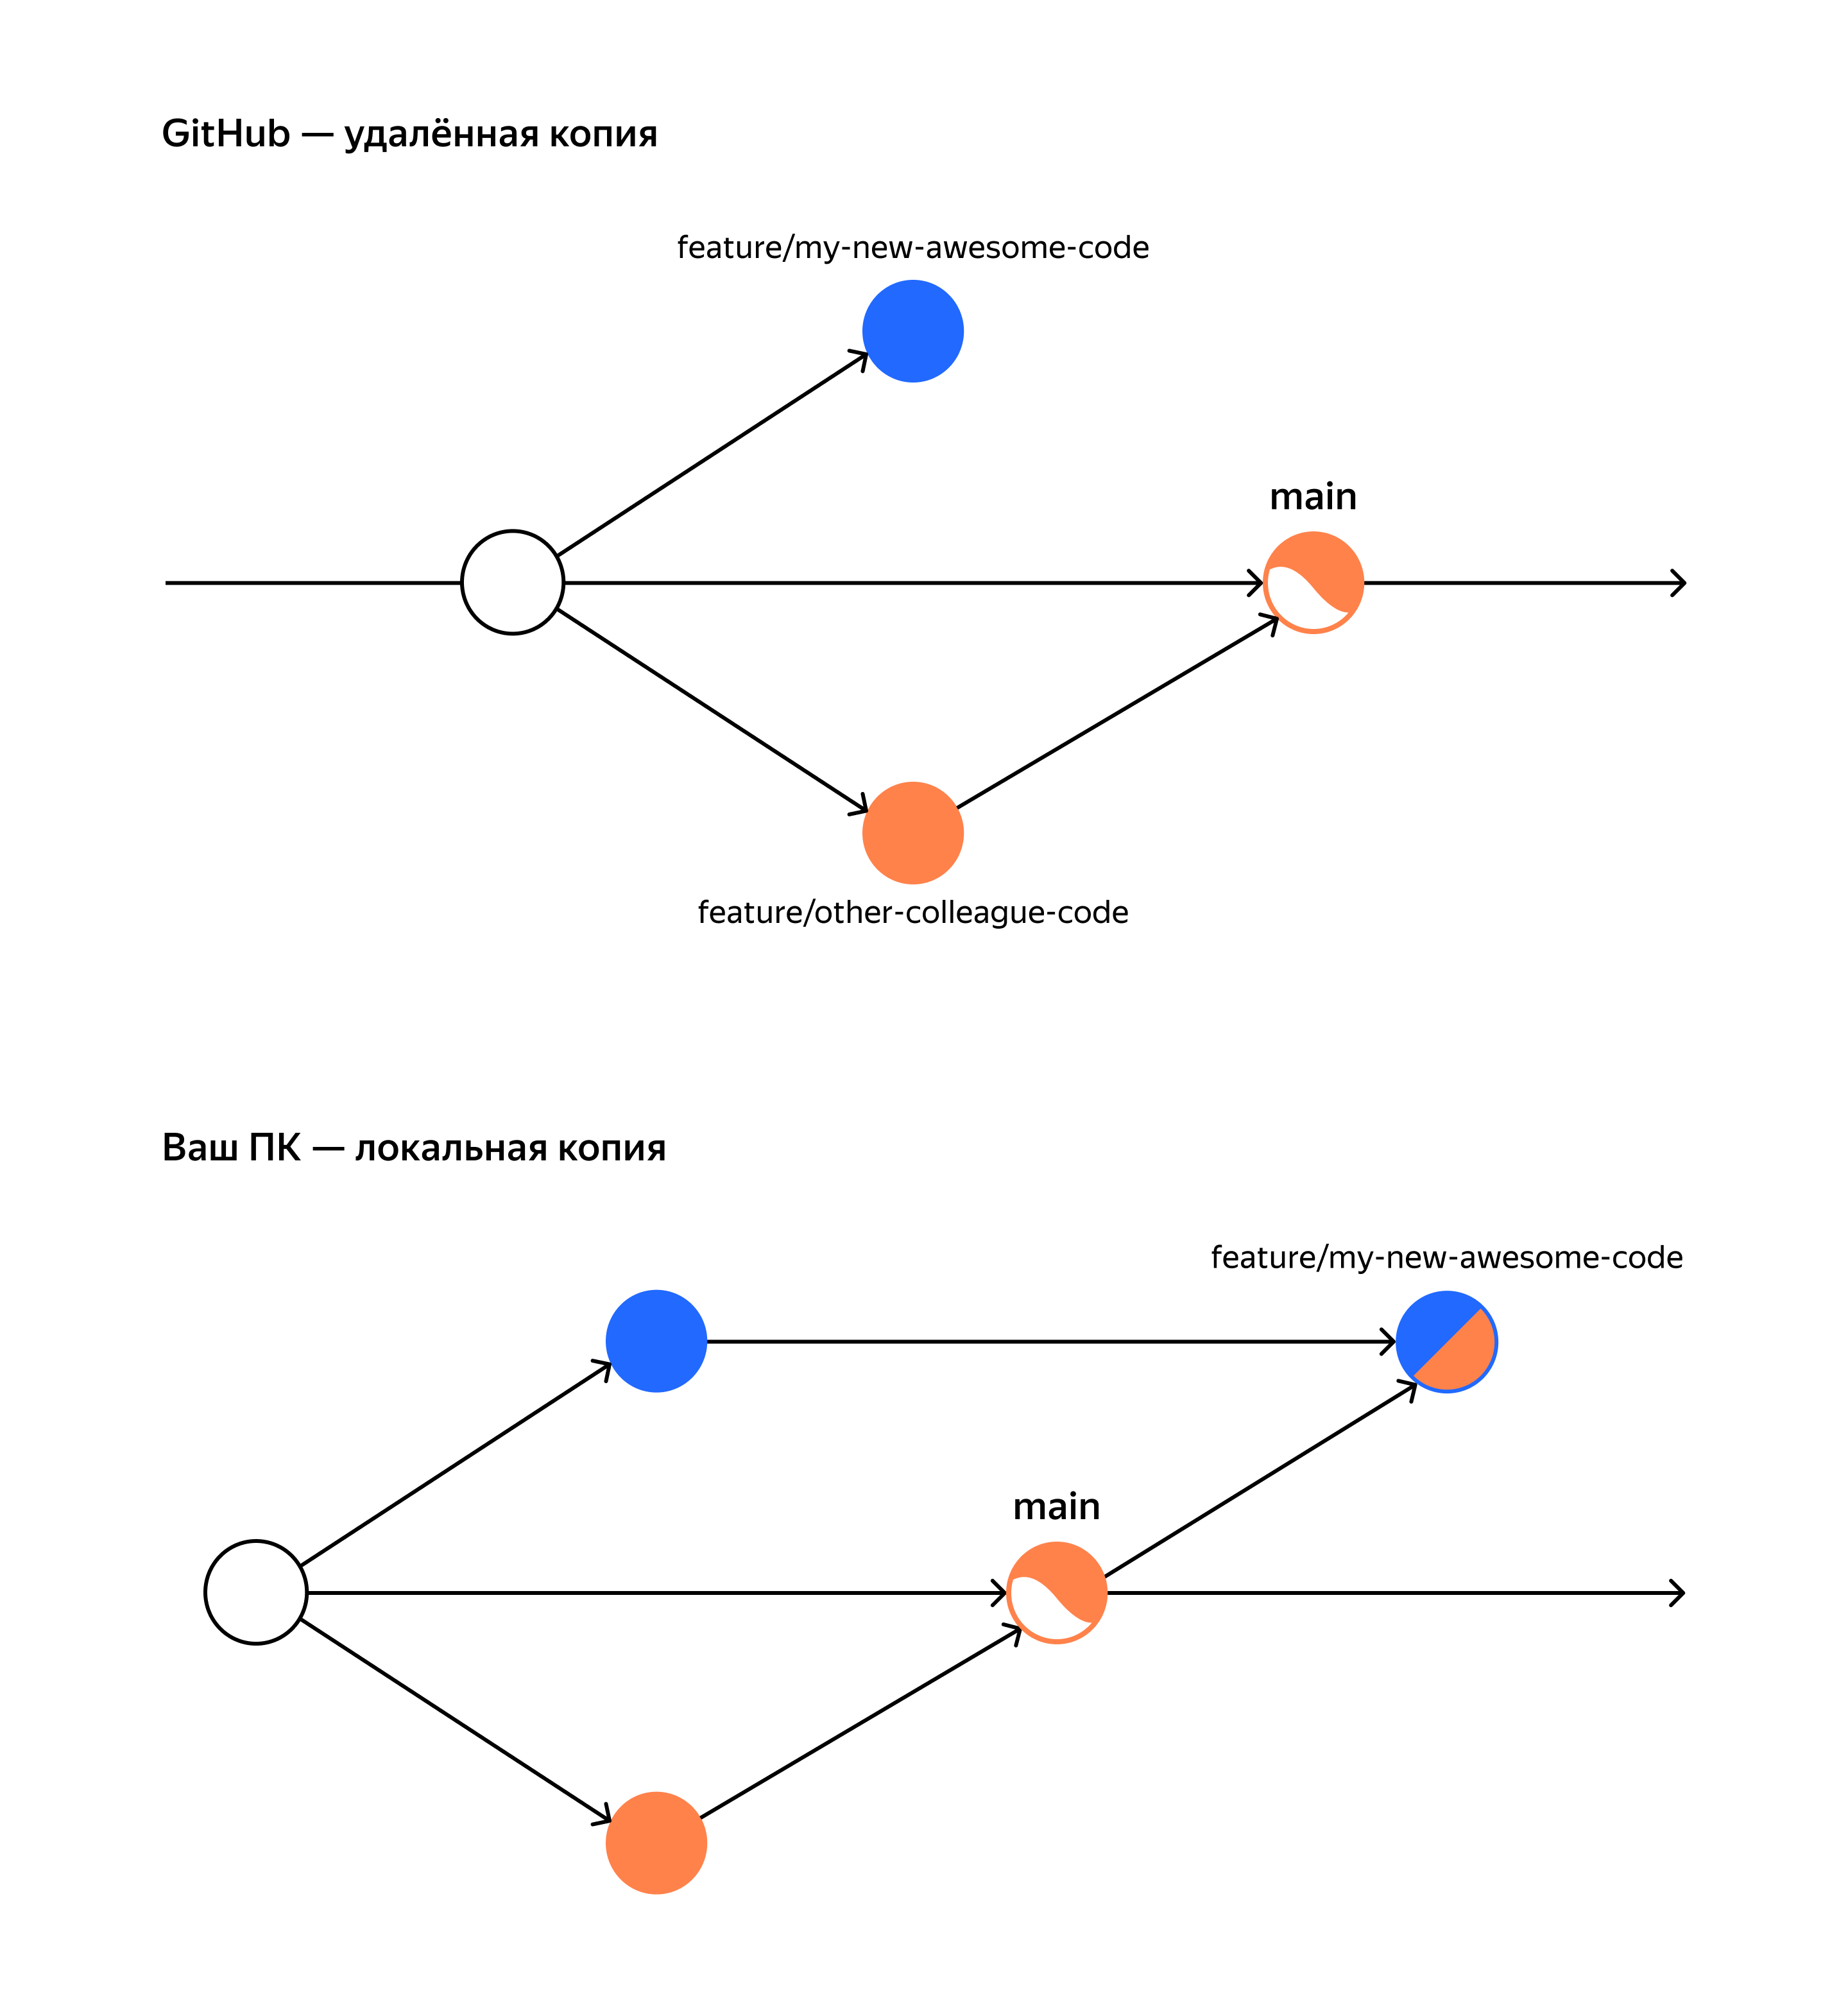 GitHub — удалённая копия
feature/my-new-awesome-code
main
feature/other-colleague-code
Ваш ПК — локальная копия
feature/my-new-awesome-code
main